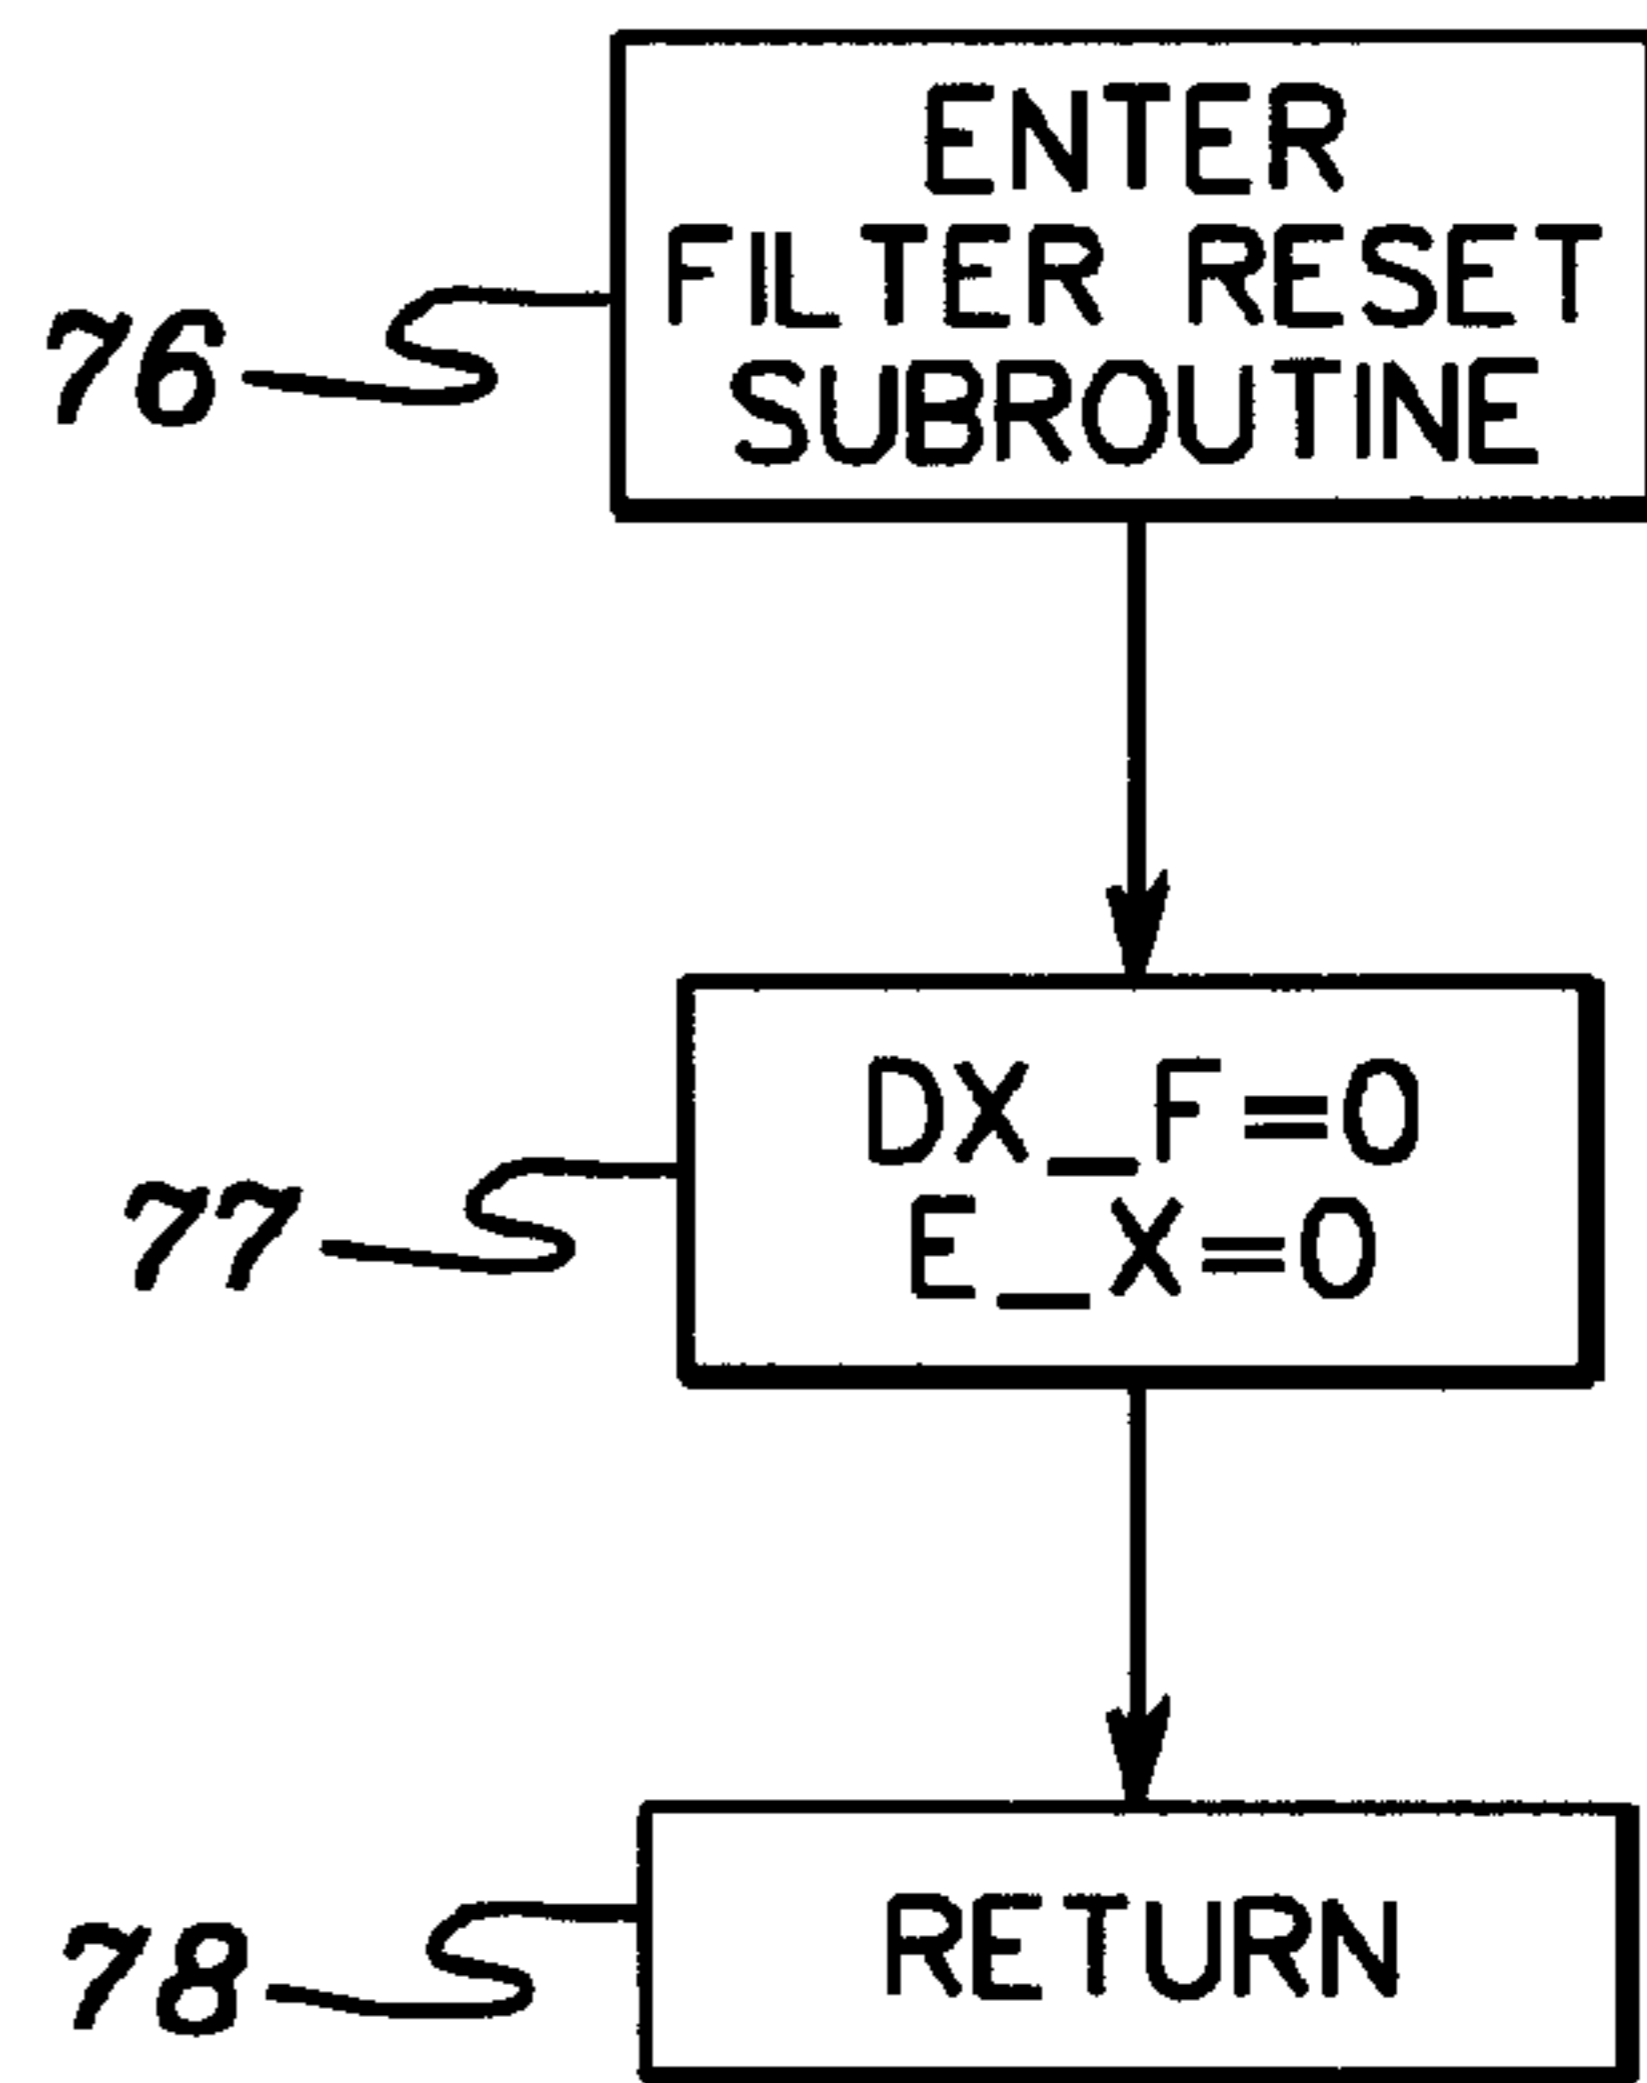 ENTER
FILTER RESET
SUBROUTINE
76
DX_F=0
E_X=0
77
RETURN
78